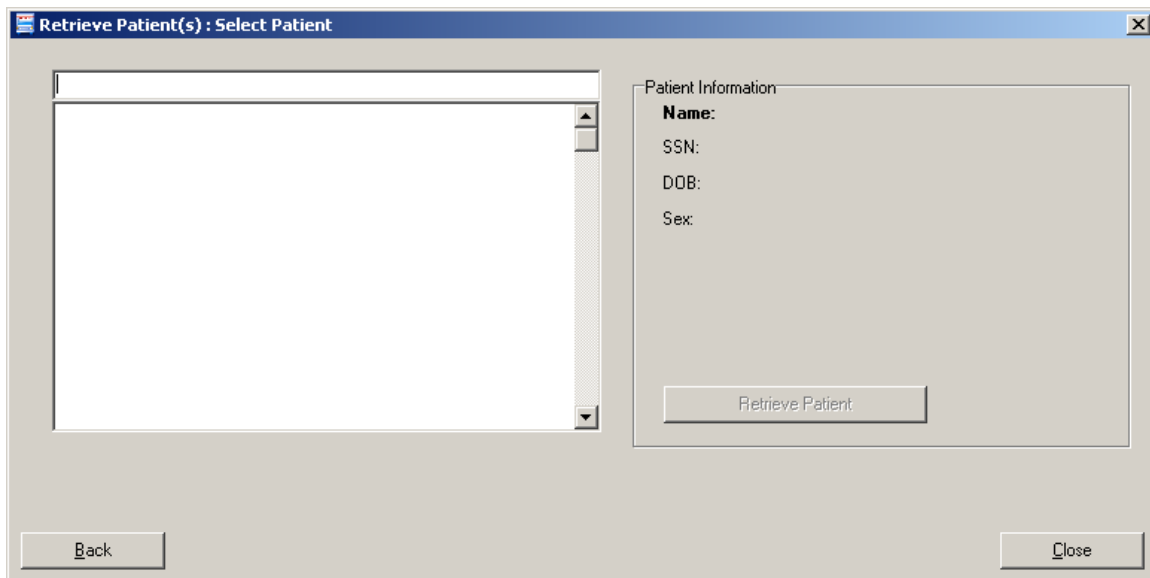 Retrieve Patient(s) : Select Patient
Patient Information
Name:
SSN:
DOB:
Sex:
Retrieve Patient
Back
Close